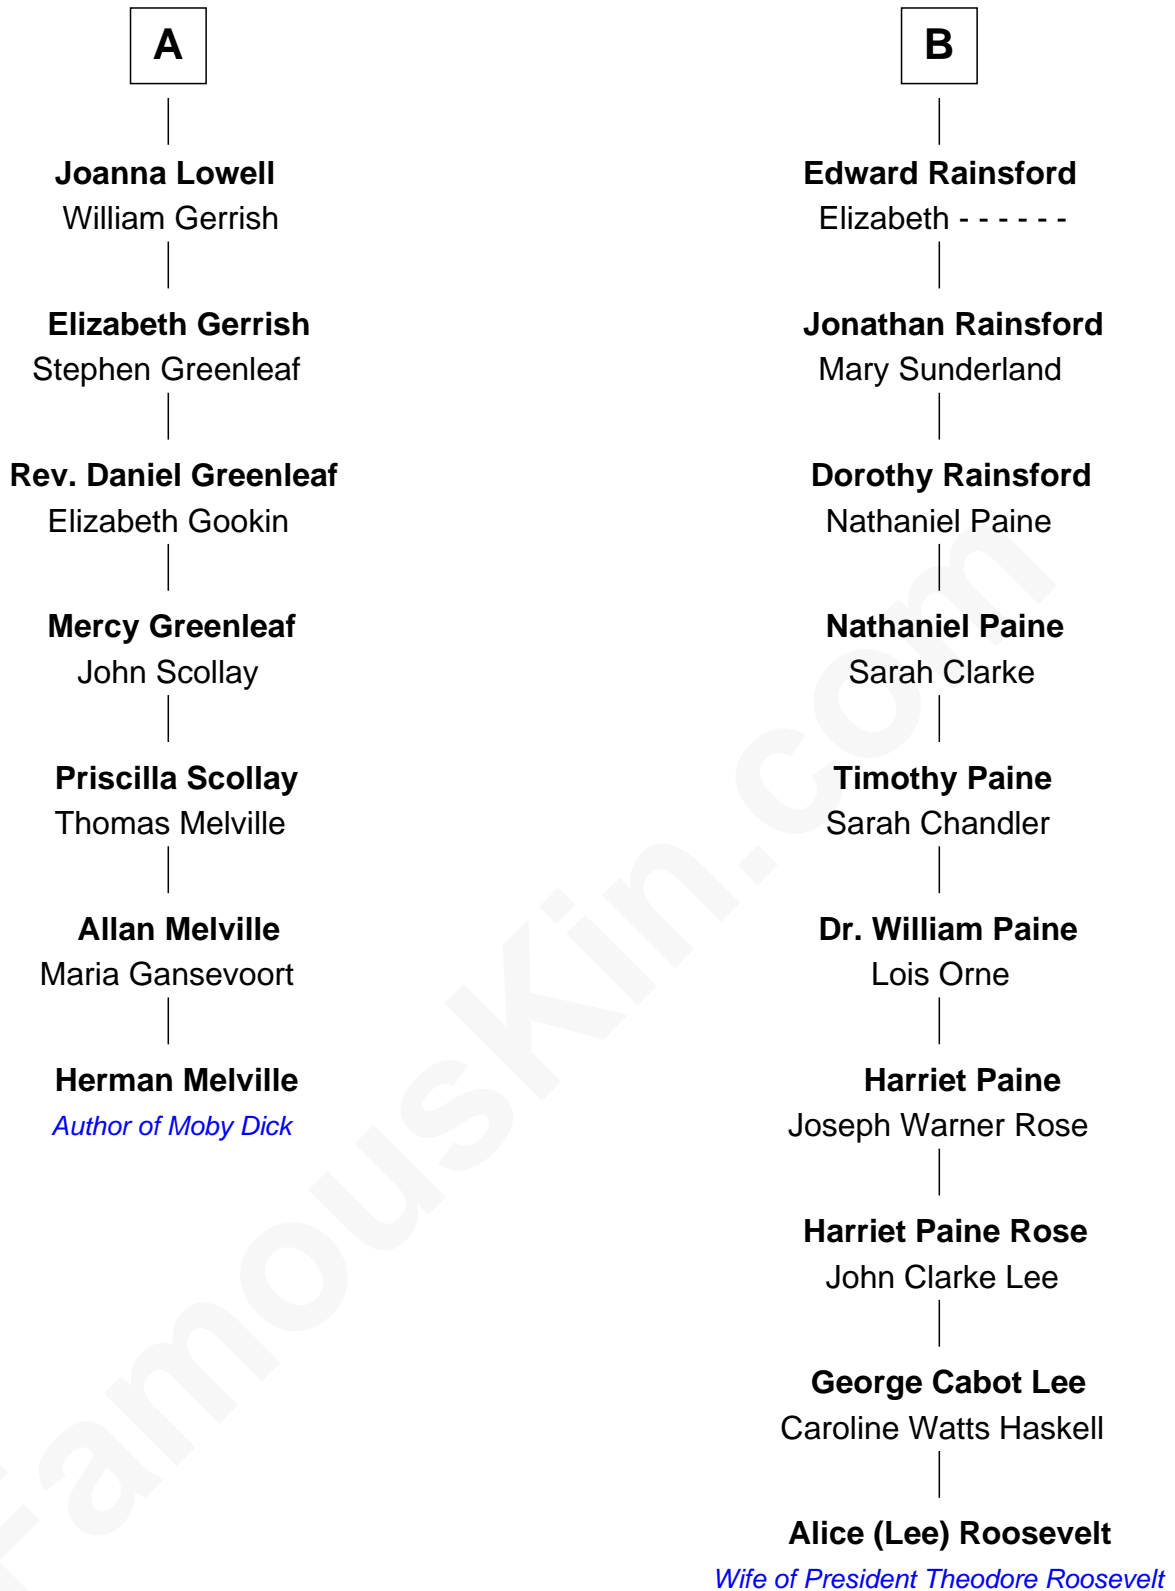 A
Joanna Lowell
William Gerrish
Elizabeth Gerrish
Stephen Greenleaf
Rev. Daniel Greenleaf
Elizabeth Gookin
Mercy Greenleaf
John Scollay
Priscilla Scollay
Thomas Melville
Allan Melville
Maria Gansevoort
Herman Melville
Author of Moby Dick
B
Edward Rainsford
Elizabeth - - - - - -
Jonathan Rainsford
Mary Sunderland
Dorothy Rainsford
Nathaniel Paine
Nathaniel Paine
Sarah Clarke
Timothy Paine
Sarah Chandler
Dr. William Paine
Lois Orne
Harriet Paine
Joseph Warner Rose
Harriet Paine Rose
John Clarke Lee
George Cabot Lee
Caroline Watts Haskell
Alice (Lee) Roosevelt
Wife of President Theodore Roosevelt
FamousKin.com